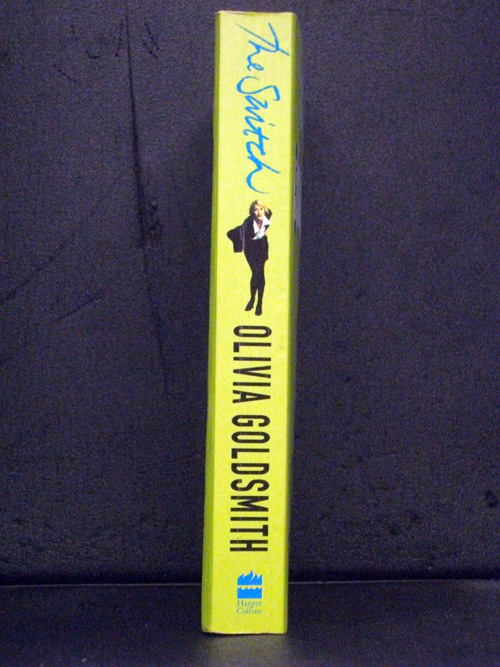 The Switch
OLIVIA GOLDSMITH
Harper
Collins